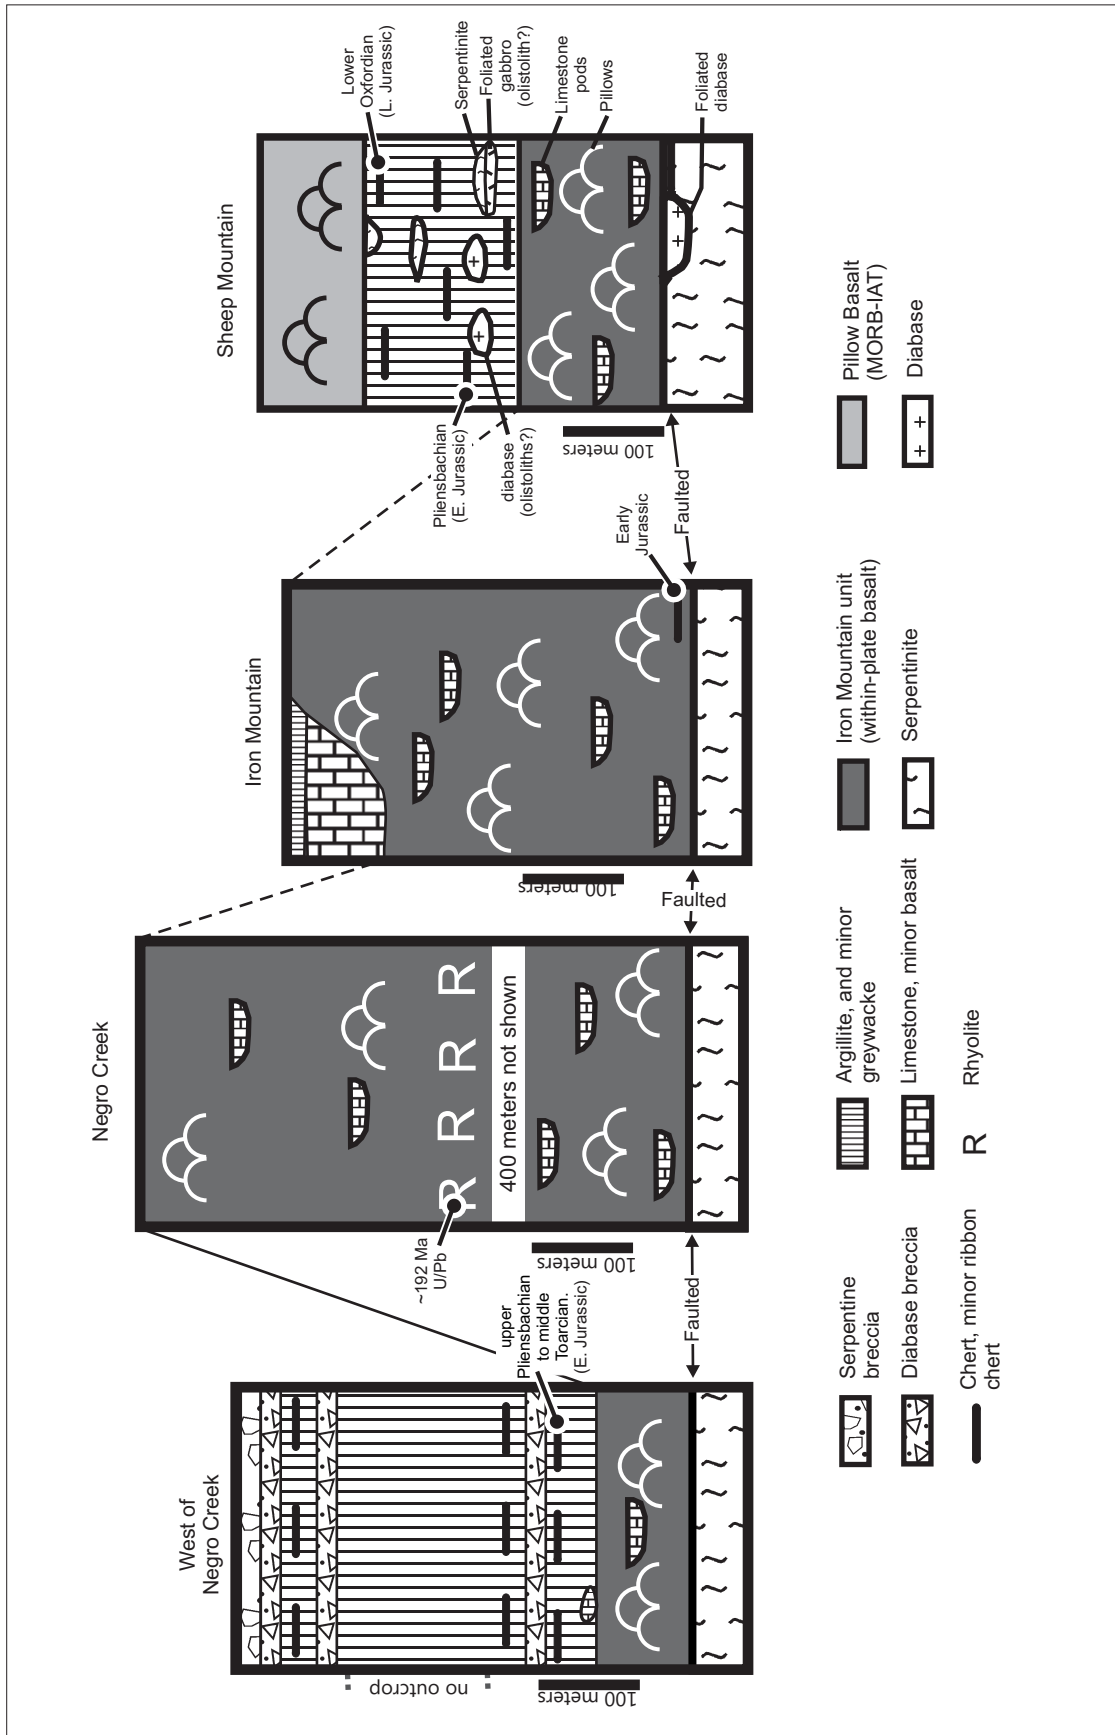 West of
Negro Creek
Negro Creek
Iron Mountain
Sheep Mountain
no outcrop
100 meters
upper
Pliensbachian
to middle
Toarcian.
(E. Jurassic)
Faulted
~192 Ma
U/Pb
R R R R
400 meters not shown
100 meters
Faulted
100 meters
Early
Jurassic
Faulted
Pliensbachian
(E. Jurassic)
diabase
(olistoliths?)
100 meters
Lower
Oxfordian
(L. Jurassic)
Serpentinite
Foliated
gabbro
(olistolith?)
Limestone
pods
Pillows
Foliated
diabase
Serpentine
breccia
Diabase breccia
Chert, minor ribbon
chert
Argillite, and minor
greywacke
Limestone, minor basalt
R Rhyolite
Iron Mountain unit
(within-plate basalt)
Serpentinite
Pillow Basalt
(MORB-IAT)
Diabase